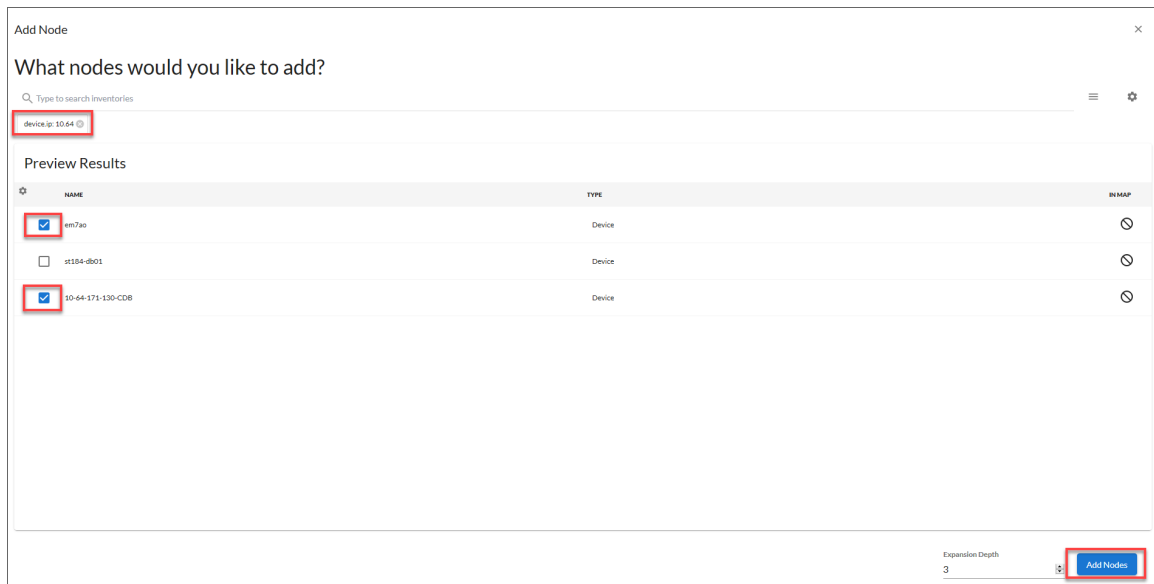 Add Node
What nodes would you like to add?
Type to search inventories
device.ip: 10.64
Preview Results
NAME TYPE IN MAP
em7ao Device
st184-db01 Device
10-64-171-130-CDB Device
Expansion Depth
3
Add Nodes